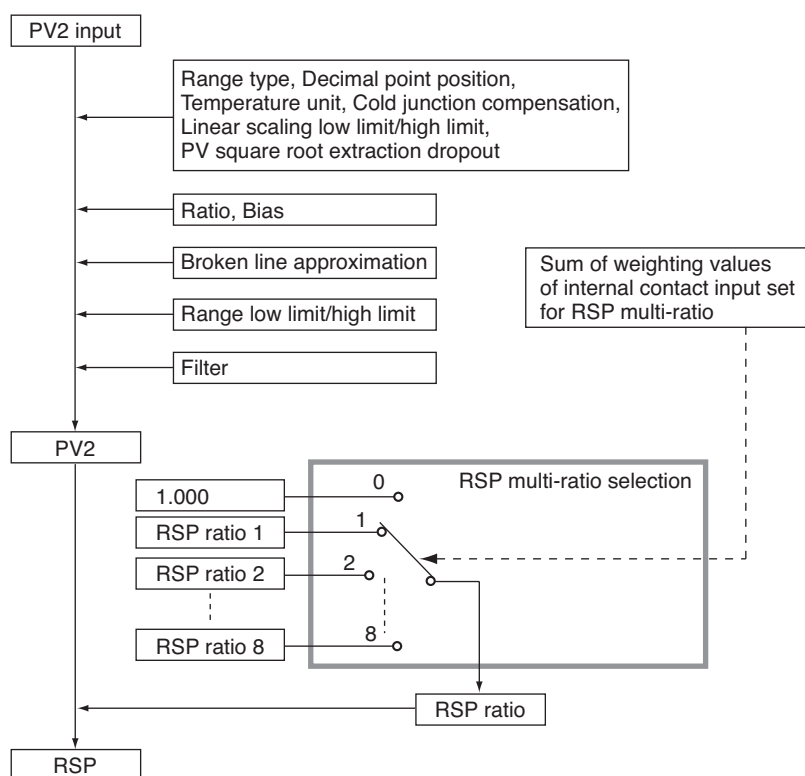 PV2 input
Range type, Decimal point position,
Temperature unit, Cold junction compensation,
Linear scaling low limit/high limit,
PV square root extraction dropout
Ratio, Bias
Broken line approximation
Range low limit/high limit
Filter
Sum of weighting values
of internal contact input set
for RSP multi-ratio
PV2
RSP multi-ratio selection
1.000
0
RSP ratio 1
1
RSP ratio 2
2
RSP ratio 8
8
RSP ratio
RSP